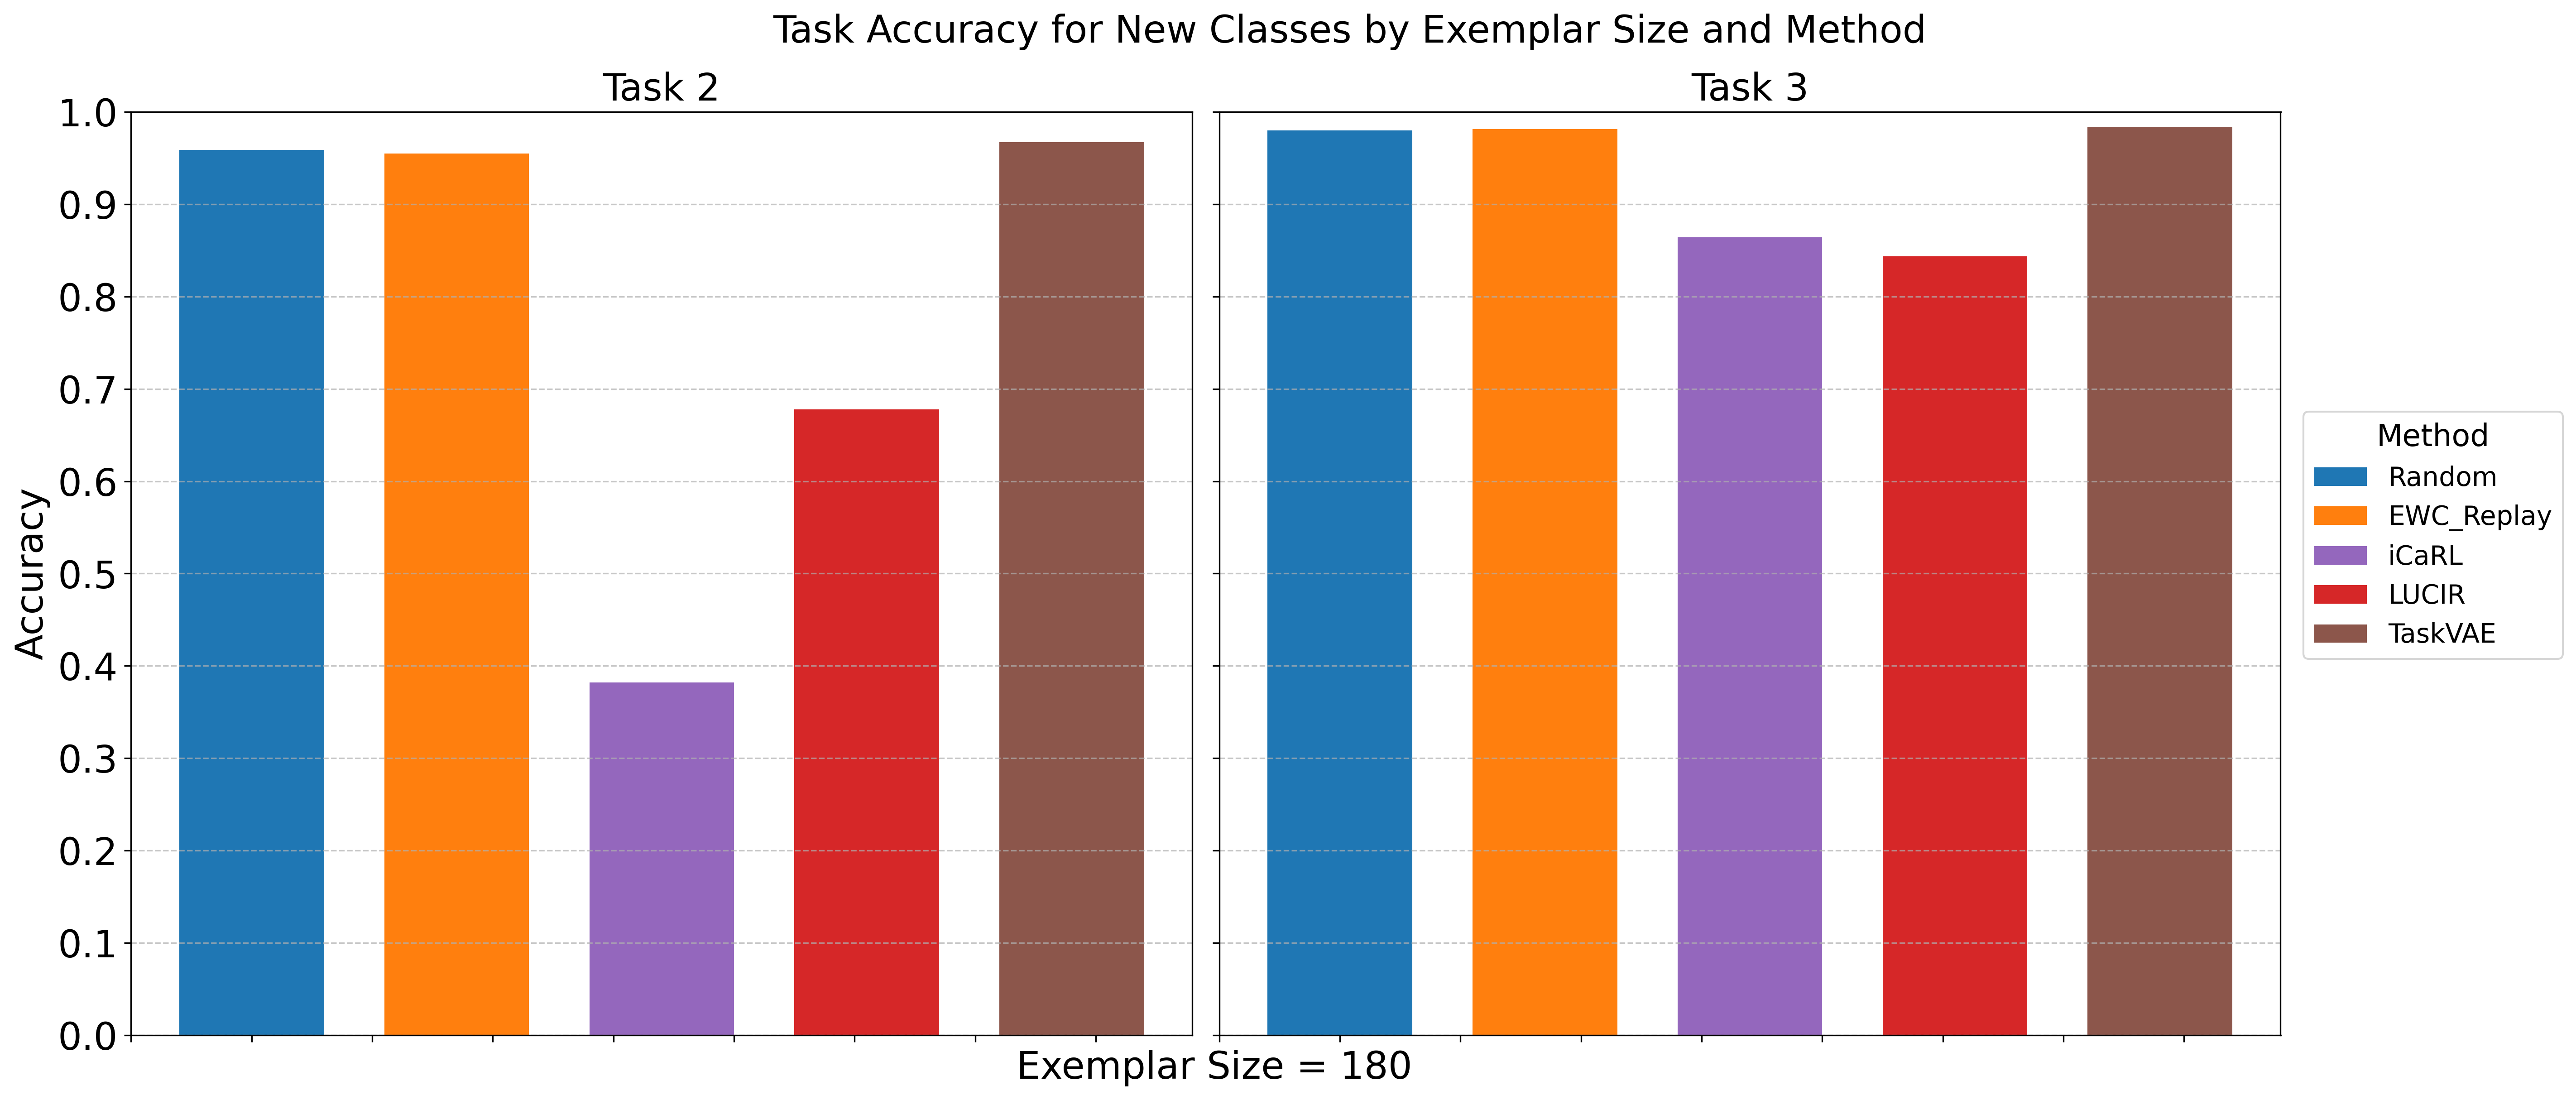 Task Accuracy for New Classes by Exemplar Size and Method
Task 2
Task 3
1.0
0.9
0.8
0.7
0.6
0.5
0.4
0.3
0.2
0.1
0.0
Accuracy
Exemplar Size = 180
Method
Random
EWC_Replay
iCaRL
LUCIR
TaskVAE